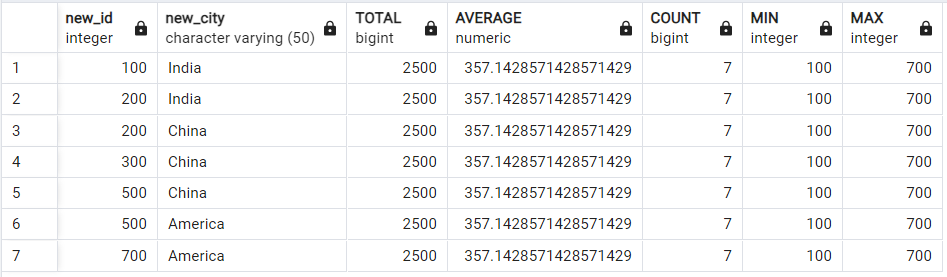 new_id new_city TOTAL AVERAGE COUNT MIN MAX
integer character varying (50) bigint numeric bigint integer integer
1 100 India 2500 357.1428571428571429 7 100 700
2 200 India 2500 357.1428571428571429 7 100 700
3 200 China 2500 357.1428571428571429 7 100 700
4 300 China 2500 357.1428571428571429 7 100 700
5 500 China 2500 357.1428571428571429 7 100 700
6 500 America 2500 357.1428571428571429 7 100 700
7 700 America 2500 357.1428571428571429 7 100 700